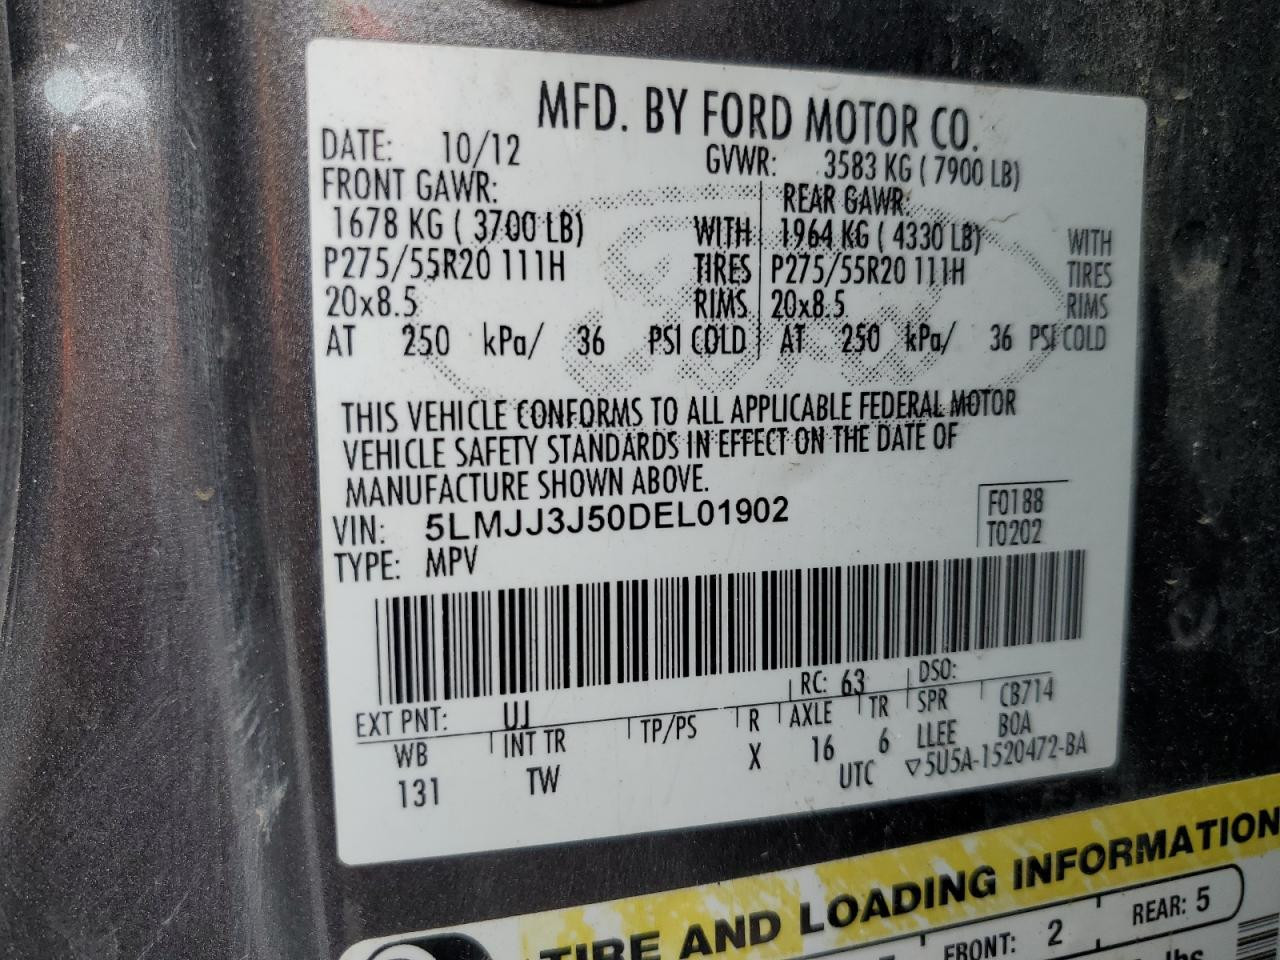 MFD. BY FORD MOTOR CO.
DATE: 10/12 GVWR: 3583 KG ( 7900 LB)
FRONT GAWR: REAR GAWR:
1678 KG ( 3700 LB) WITH 1964 KG ( 4330 LB) WITH
P275/55R20 111H TIRES P275/55R20 111H TIRES
20x8.5 RIMS 20x8.5 RIMS
AT 250 kPa/ 36 PSI COLD AT 250 kPa/ 36 PSI COLD
THIS VEHICLE CONFORMS TO ALL APPLICABLE FEDERAL MOTOR
VEHICLE SAFETY STANDARDS IN EFFECT ON THE DATE OF
MANUFACTURE SHOWN ABOVE.
VIN: 5LMJJ3J50DEL01902 F0188
TYPE: MPV T0202
EXT PNT: UJ RC: 63 DSO:
WB INT TR TP/PS R AXLE TR SPR CB714
131 TW X 16 6 LLEE BOA
UTC ▽5U5A-1520472-BA
TIRE AND LOADING INFORMATION
FRONT: 2 REAR: 5
lbs